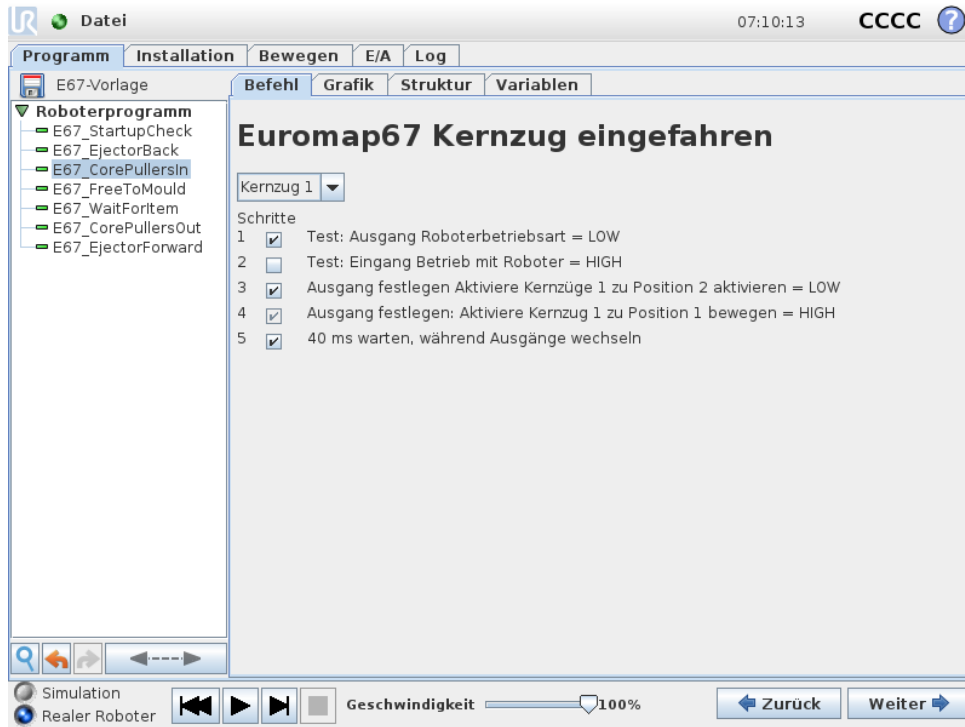 UR Datei 07:10:13 CCCC ?
Programm Installation Bewegen E/A Log
E67-Vorlage
Befehl Grafik Struktur Variablen
Roboterprogramm
E67_StartupCheck
E67_EjectorBack
E67_CorePullersIn
E67_FreeToMould
E67_WaitForItem
E67_CorePullersOut
E67_EjectorForward
Euromap67 Kernzug eingefahren
Kernzug 1
Schritte
1 Test: Ausgang Roboterbetriebsart = LOW
2 Test: Eingang Betrieb mit Roboter = HIGH
3 Ausgang festlegen Aktiviere Kernzüge 1 zu Position 2 aktivieren = LOW
4 Ausgang festlegen: Aktiviere Kernzug 1 zu Position 1 bewegen = HIGH
5 40 ms warten, während Ausgänge wechseln
Simulation
Realer Roboter
Geschwindigkeit 100%
Zurück Weiter